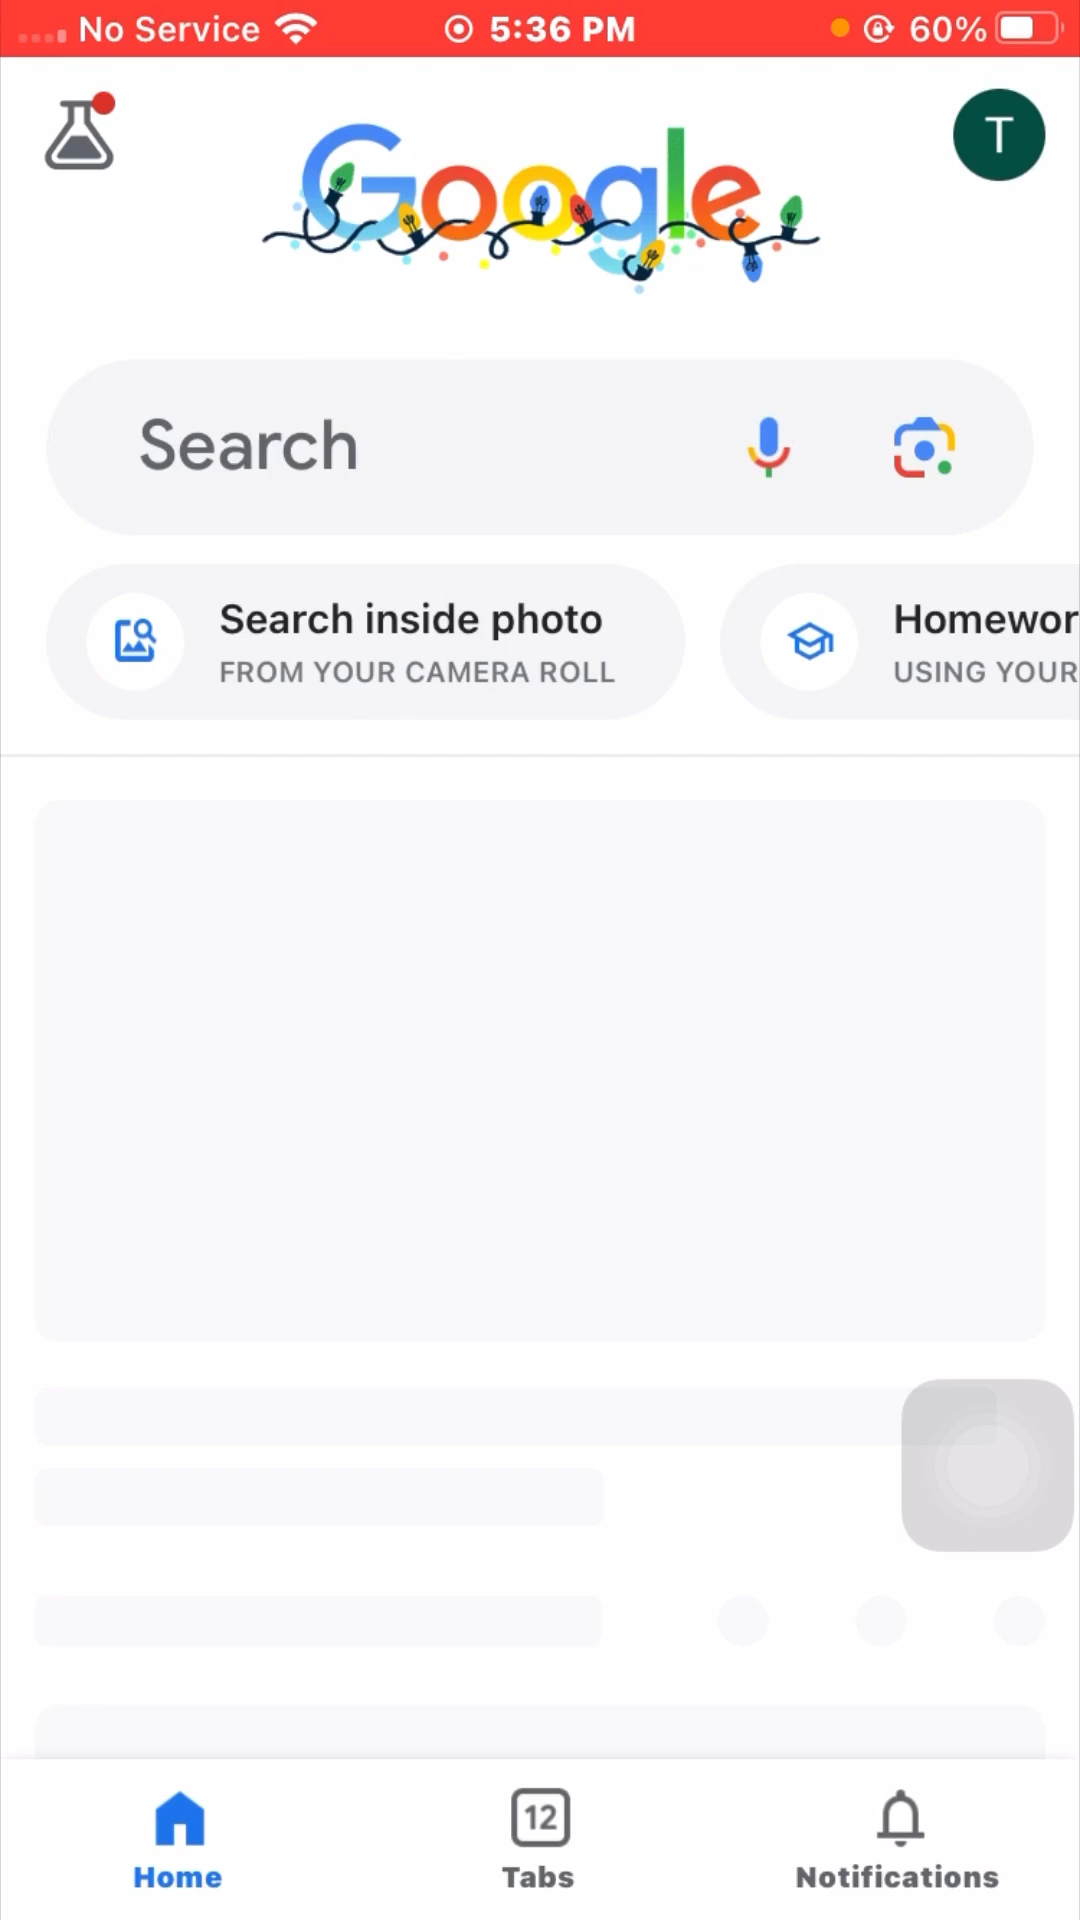 No Service 5:36 PM 60%
Google
T
Search
Search inside photo
FROM YOUR CAMERA ROLL
Homewor
USING YOUR
12
Home Tabs Notifications